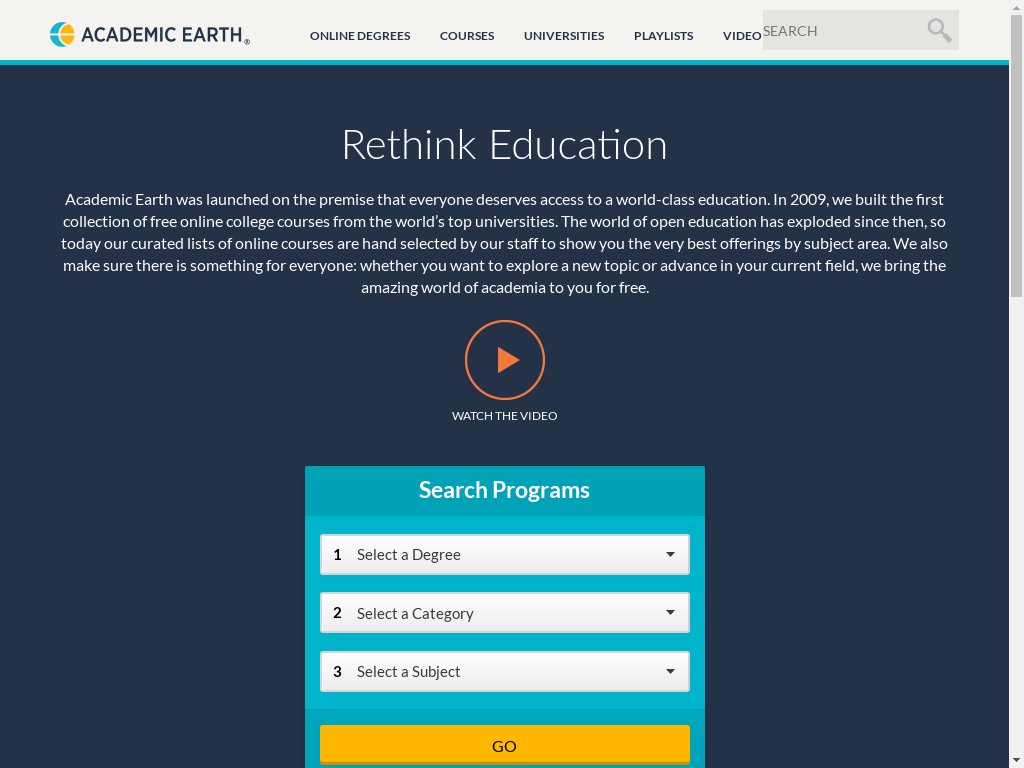 ACADEMIC EARTH®
ONLINE DEGREES COURSES UNIVERSITIES PLAYLISTS VIDEO
SEARCH
Rethink Education
Academic Earth was launched on the premise that everyone deserves access to a world-class education. In 2009, we built the first
collection of free online college courses from the world's top universities. The world of open education has exploded since then, so
today our curated lists of online courses are hand selected by our staff to show you the very best offerings by subject area. We also
make sure there is something for everyone: whether you want to explore a new topic or advance in your current field, we bring the
amazing world of academia to you for free.
WATCH THE VIDEO
Search Programs
1 Select a Degree
2 Select a Category
3 Select a Subject
GO